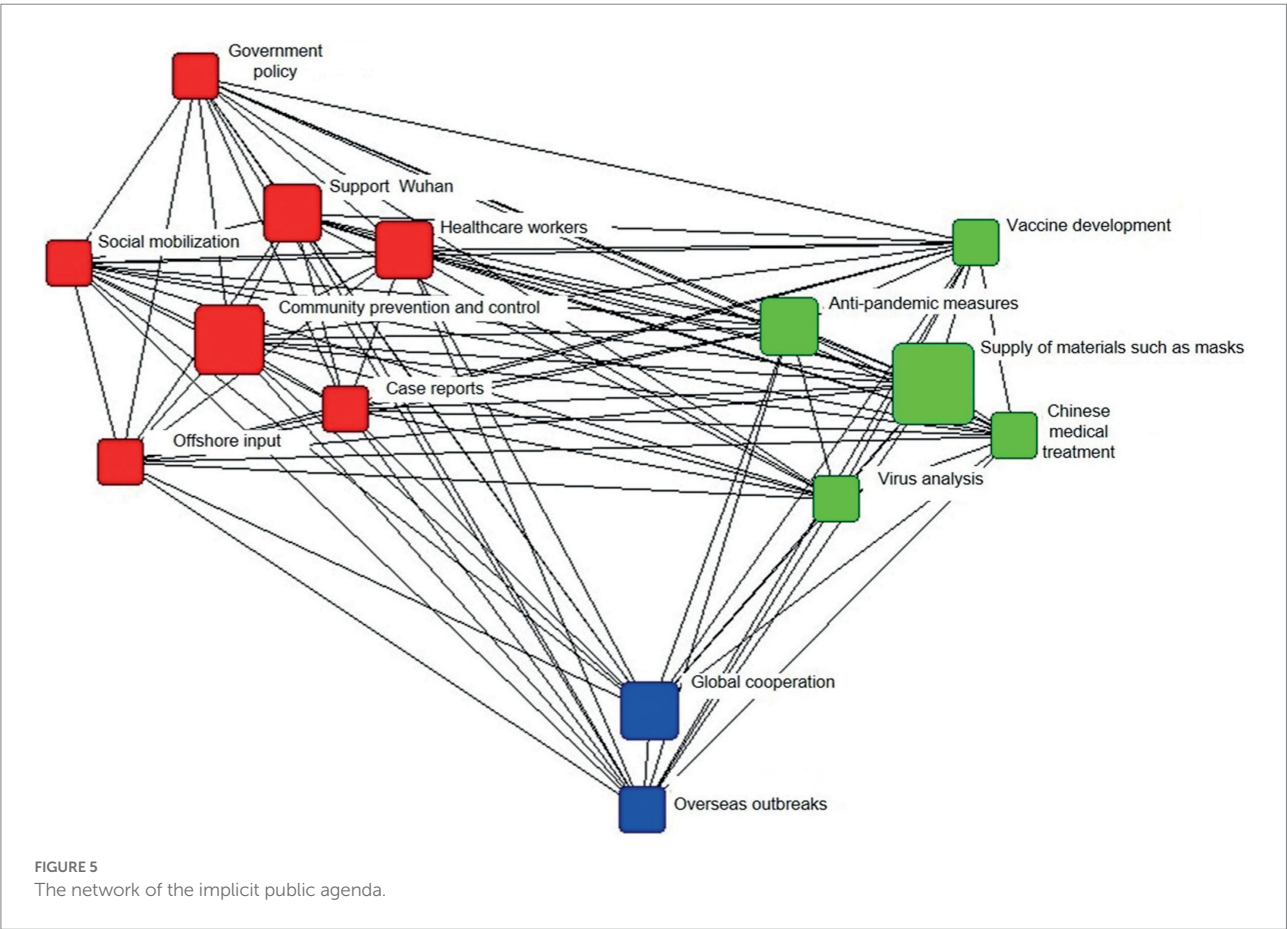 Government
policy
Support Wuhan
Healthcare workers
Vaccine development
Social mobilization
Anti-pandemic measures
Community prevention and control
Supply of materials such as masks
Case reports
Chinese
medical
treatment
Offshore input
Virus analysis
Global cooperation
Overseas outbreaks
FIGURE 5
The network of the implicit public agenda.